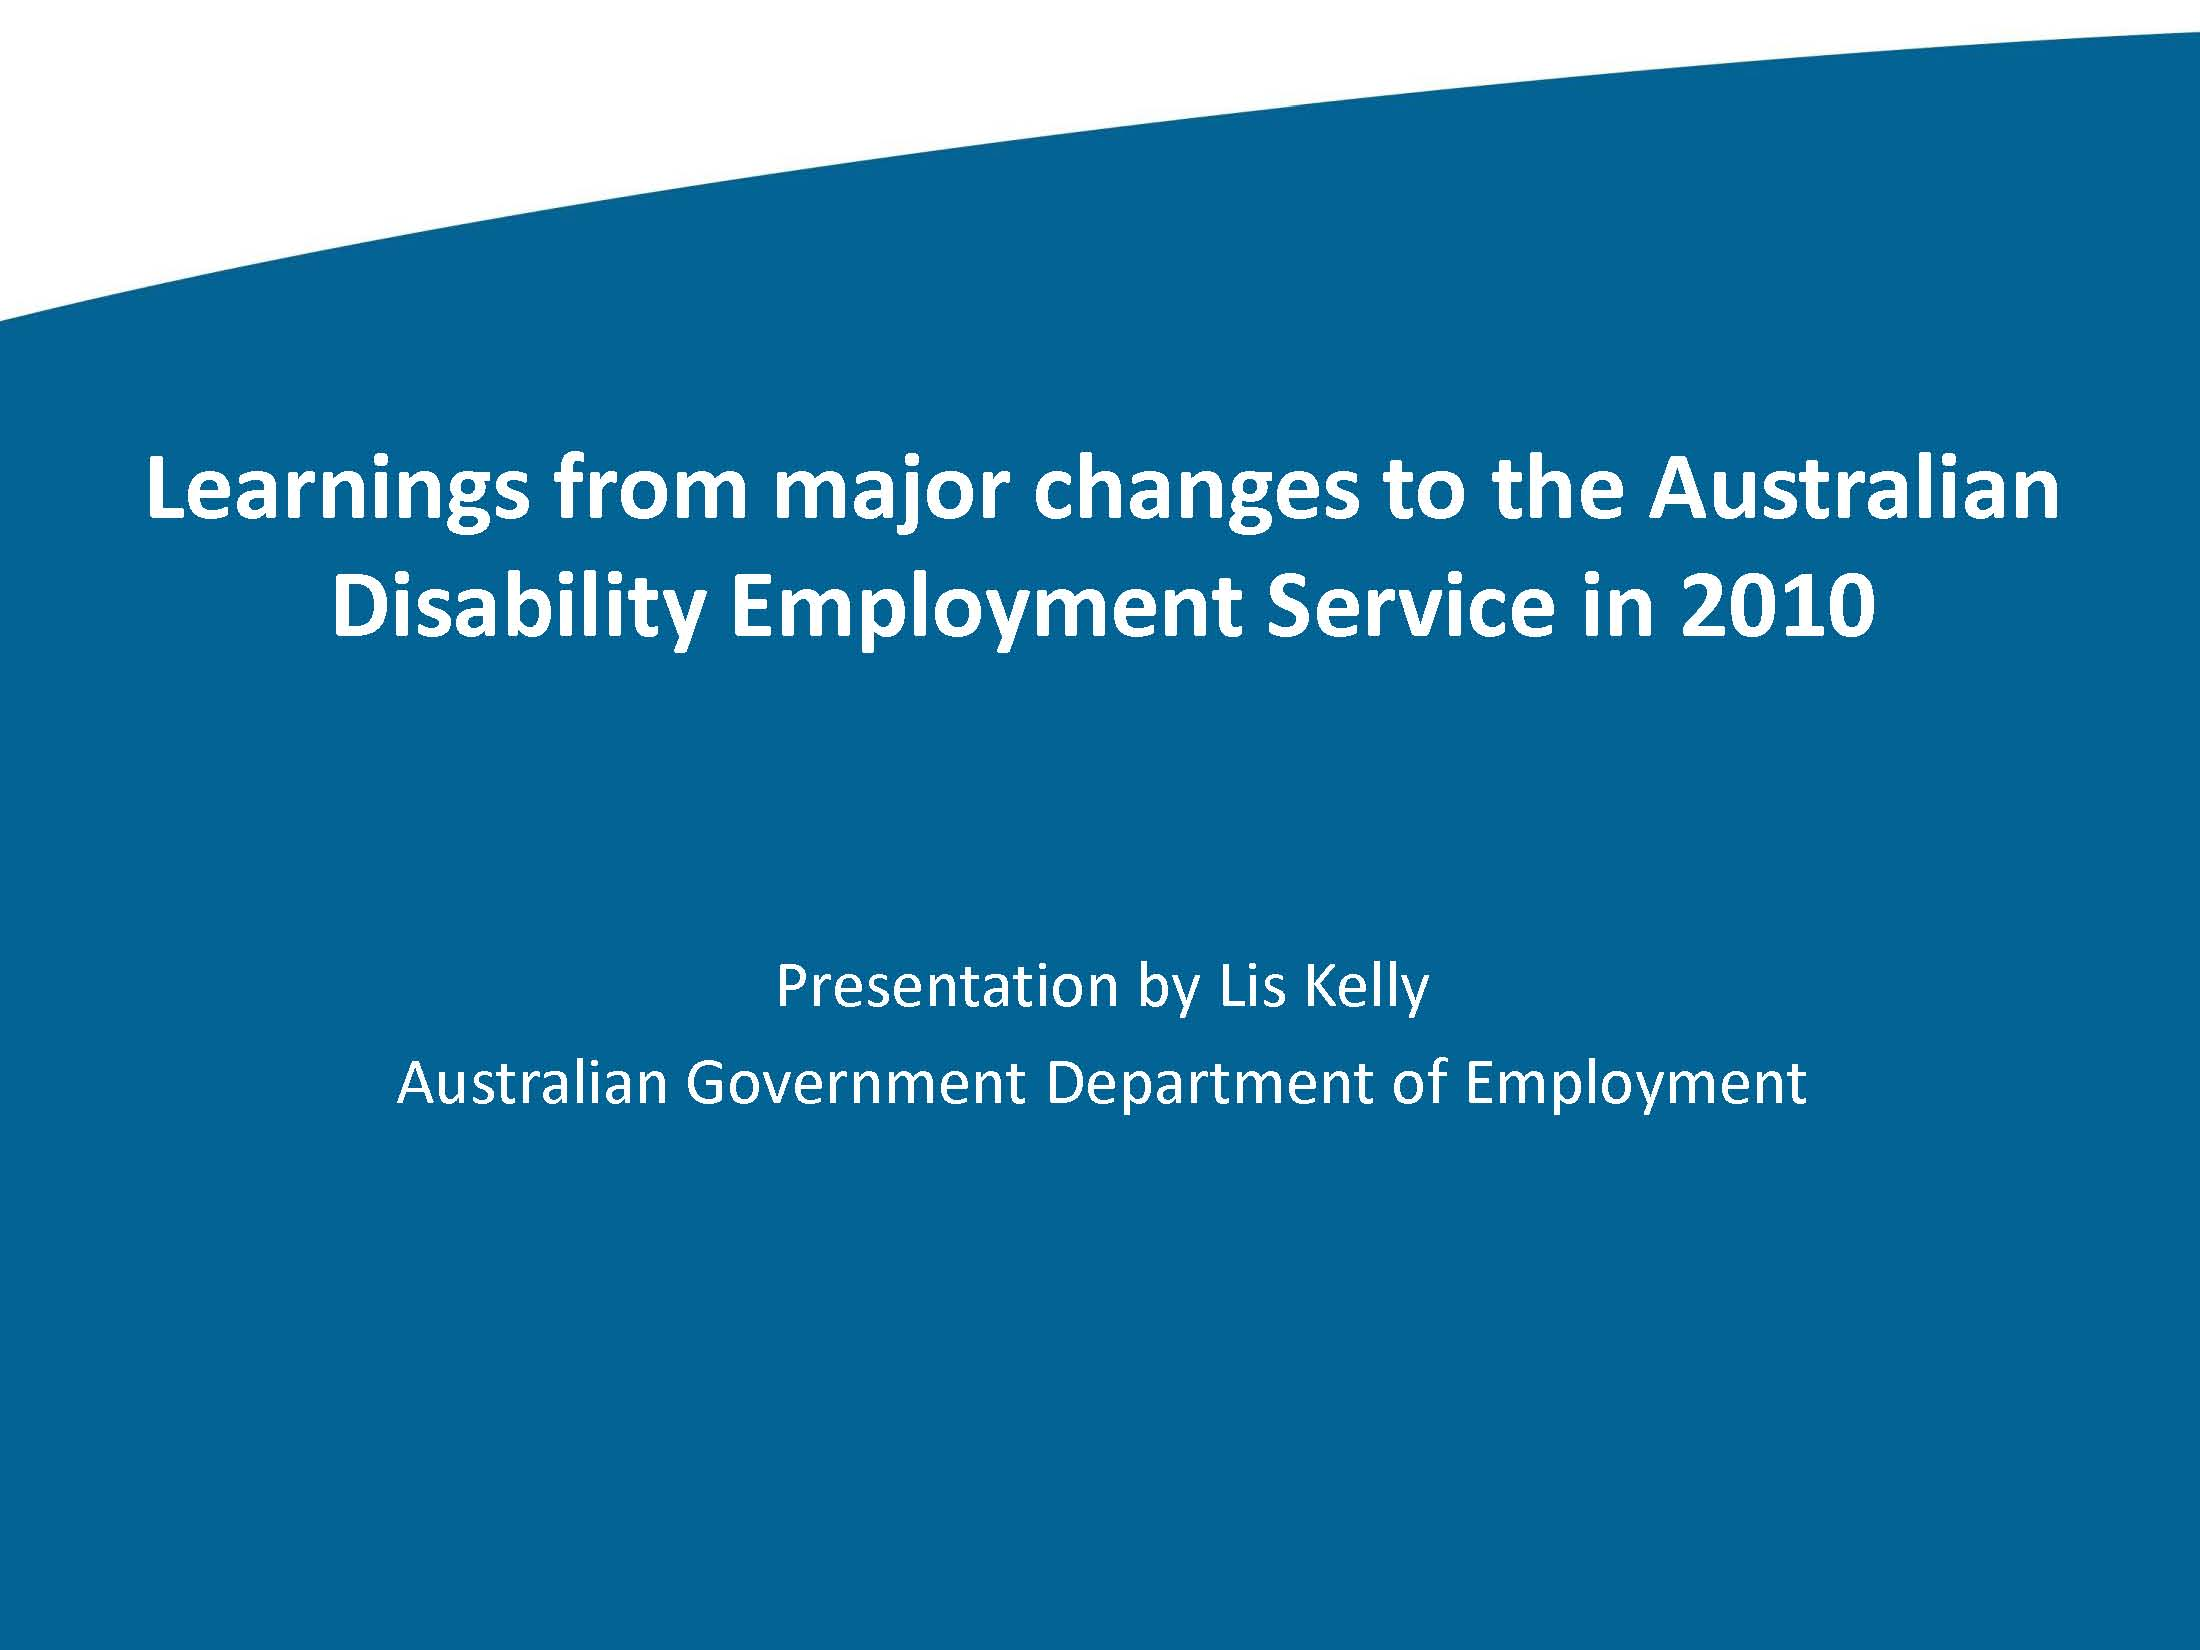 Learnings from major changes to the Australian
Disability Employment Service in 2010
Presentation by Lis Kelly
Australian Government Department of Employment